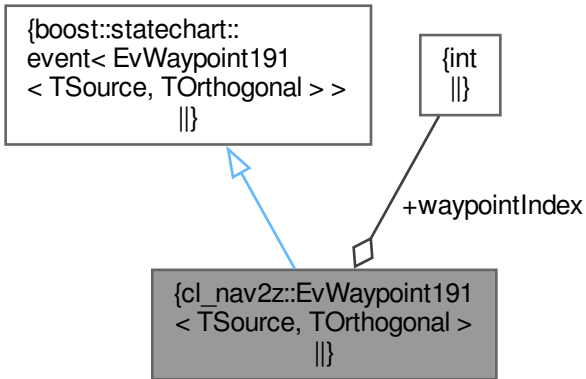 {boost::statechart::
event< EvWaypoint191
< TSource, TOrthogonal > >
||}
{int
||}
+waypointIndex
{cl_nav2z::EvWaypoint191
< TSource, TOrthogonal >
||}